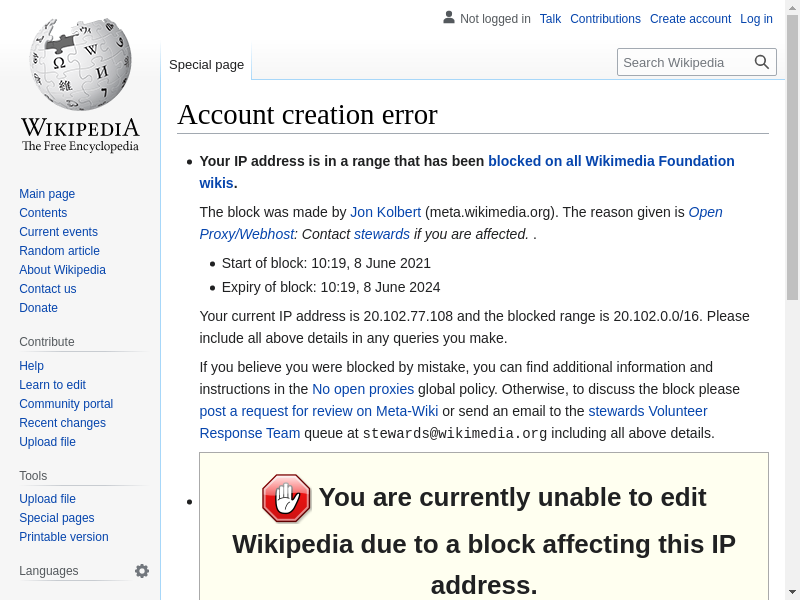 Not logged in Talk Contributions Create account Log in
Special page
Search Wikipedia
Ω W И 維
WIKIPEDIA
The Free Encyclopedia
Main page
Contents
Current events
Random article
About Wikipedia
Contact us
Donate
Contribute
Help
Learn to edit
Community portal
Recent changes
Upload file
Tools
Upload file
Special pages
Printable version
Languages
Account creation error
Your IP address is in a range that has been blocked on all Wikimedia Foundation
wikis.
The block was made by Jon Kolbert (meta.wikimedia.org). The reason given is Open
Proxy/Webhost: Contact stewards if you are affected. .
Start of block: 10:19, 8 June 2021
Expiry of block: 10:19, 8 June 2024
Your current IP address is 20.102.77.108 and the blocked range is 20.102.0.0/16. Please
include all above details in any queries you make.
If you believe you were blocked by mistake, you can find additional information and
instructions in the No open proxies global policy. Otherwise, to discuss the block please
post a request for review on Meta-Wiki or send an email to the stewards Volunteer
Response Team queue at stewards@wikimedia.org including all above details.
You are currently unable to edit
Wikipedia due to a block affecting this IP
address.